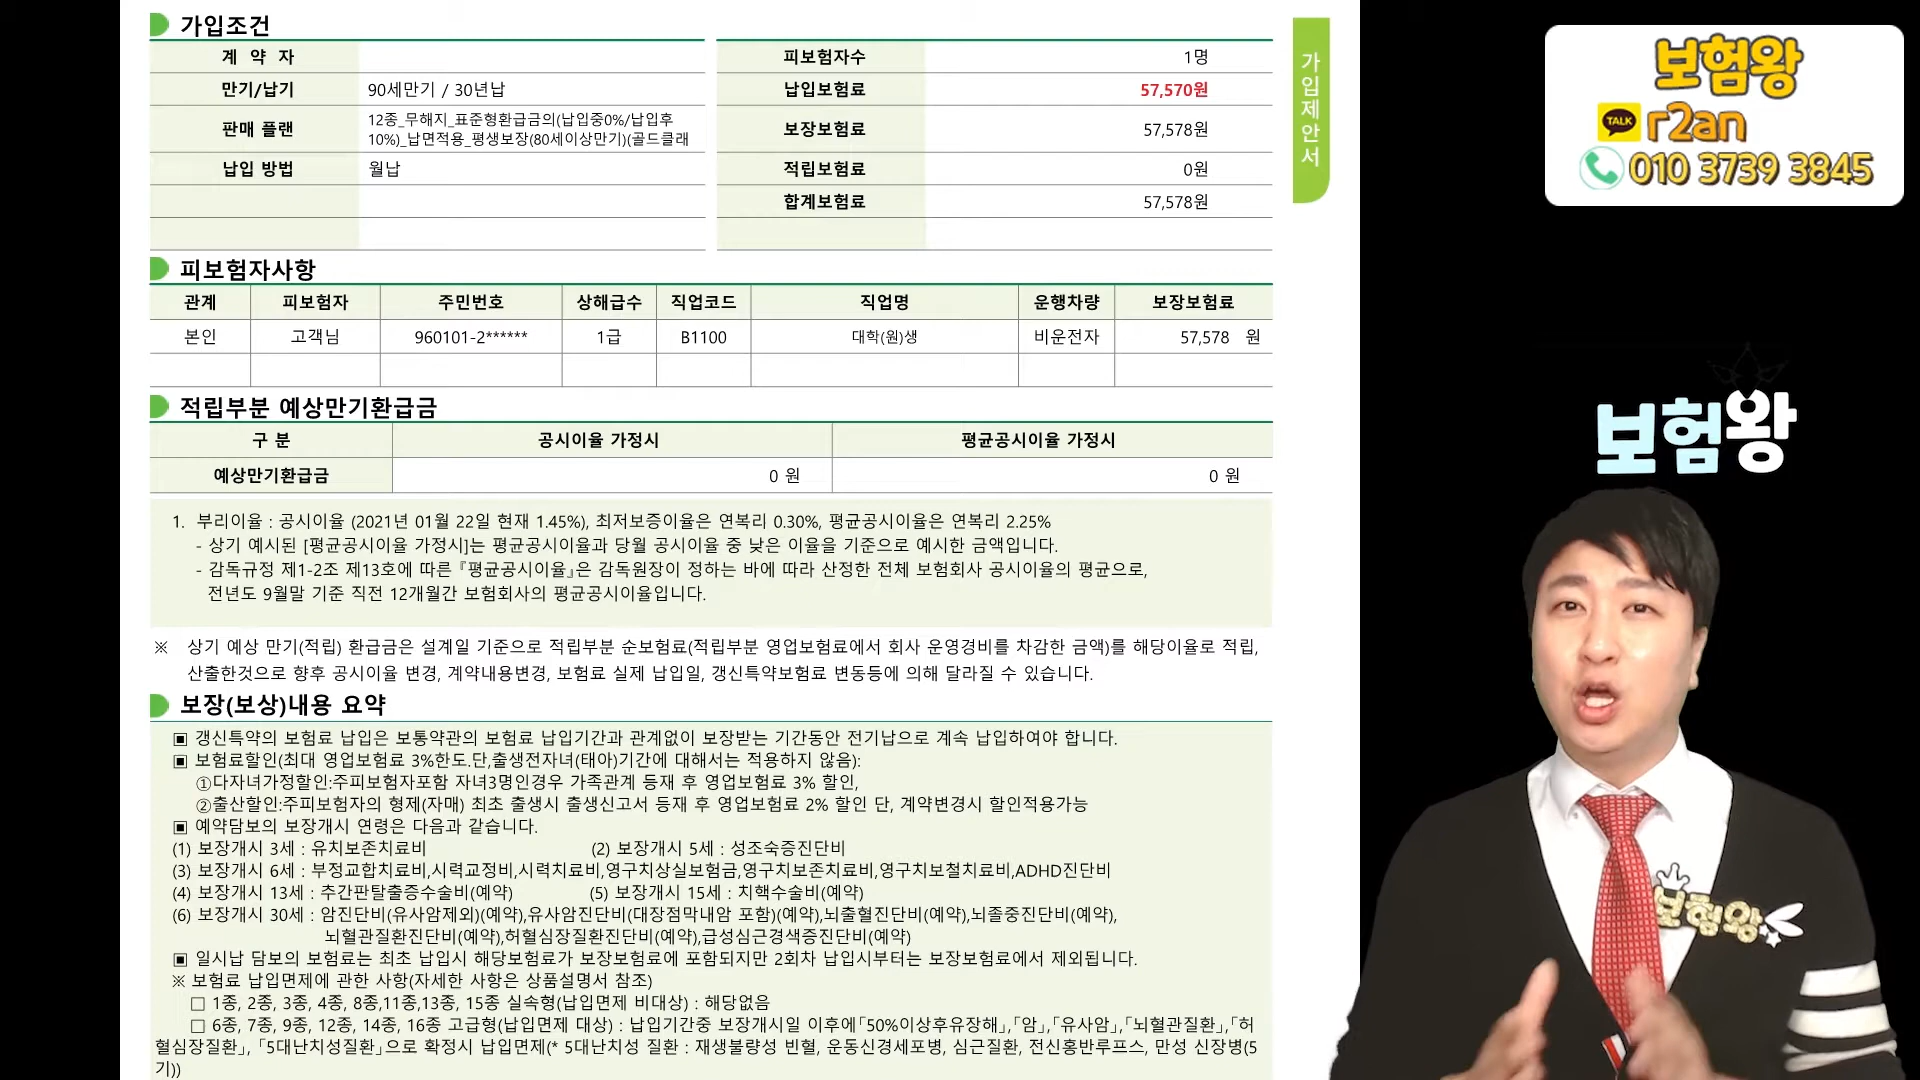 가입조건
계 약 자
만기/납기 90세만기 / 30년납
판매 플랜 12종_무해지_표준형환급금의(납입중0%/납입후
10%)_납면적용_평생보장(80세이상만기)(골드클래
납입 방법 월납
피보험자수 1명
납입보험료 57,570원
보장보험료 57,578원
적립보험료 0원
합계보험료 57,578원
가입제안서
피보험자사항
관계 피보험자 주민번호 상해급수 직업코드 직업명 운행차량 보장보험료
본인 고객님 960101-2****** 1급 B1100 대학(원)생 비운전자 57,578 원
적립부분 예상만기환급금
구 분 공시이율 가정시 평균공시이율 가정시
예상만기환급금 0 원 0 원
1. 부리이율 : 공시이율 (2021년 01월 22일 현재 1.45%), 최저보증이율은 연복리 0.30%, 평균공시이율은 연복리 2.25%
- 상기 예시된 [평균공시이율 가정시]는 평균공시이율과 당월 공시이율 중 낮은 이율을 기준으로 예시한 금액입니다.
- 감독규정 제1-2조 제13호에 따른 『평균공시이율』은 감독원장이 정하는 바에 따라 산정한 전체 보험회사 공시이율의 평균으로,
전년도 9월말 기준 직전 12개월간 보험회사의 평균공시이율입니다.
※ 상기 예상 만기(적립) 환급금은 설계일 기준으로 적립부분 순보험료(적립부분 영업보험료에서 회사 운영경비를 차감한 금액)를 해당이율로 적립,
산출한것으로 향후 공시이율 변경, 계약내용변경, 보험료 실제 납입일, 갱신특약보험료 변동등에 의해 달라질 수 있습니다.
보장(보상)내용 요약
▣ 갱신특약의 보험료 납입은 보통약관의 보험료 납입기간과 관계없이 보장받는 기간동안 전기납으로 계속 납입하여야 합니다.
▣ 보험료할인(최대 영업보험료 3%한도.단,출생전자녀(태아)기간에 대해서는 적용하지 않음):
①다자녀가정할인:주피보험자포함 자녀3명인경우 가족관계 등재 후 영업보험료 3% 할인,
②출산할인:주피보험자의 형제(자매) 최초 출생시 출생신고서 등재 후 영업보험료 2% 할인 단, 계약변경시 할인적용가능
▣ 예약담보의 보장개시 연령은 다음과 같습니다.
(1) 보장개시 3세 : 유치보존치료비 (2) 보장개시 5세 : 성조숙증진단비
(3) 보장개시 6세 : 부정교합치료비,시력교정비,시력치료비,영구치상실보험금,영구치보존치료비,영구치보철치료비,ADHD진단비
(4) 보장개시 13세 : 추간판탈출증수술비(예약) (5) 보장개시 15세 : 치핵수술비(예약)
(6) 보장개시 30세 : 암진단비(유사암제외)(예약),유사암진단비(대장점막내암 포함)(예약),뇌출혈진단비(예약),뇌졸중진단비(예약),
뇌혈관질환진단비(예약),허혈심장질환진단비(예약),급성심근경색증진단비(예약)
▣ 일시납 담보의 보험료는 최초 납입시 해당보험료가 보장보험료에 포함되지만 2회차 납입시부터는 보장보험료에서 제외됩니다.
※ 보험료 납입면제에 관한 사항(자세한 사항은 상품설명서 참조)
□ 1종, 2종, 3종, 4종, 8종,11종,13종, 15종 실속형(납입면제 비대상) : 해당없음
□ 6종, 7종, 9종, 12종, 14종, 16종 고급형(납입면제 대상) : 납입기간중 보장개시일 이후에「50%이상후유장해」,「암」,「유사암」,「뇌혈관질환」,「허
혈심장질환」, 「5대난치성질환」으로 확정시 납입면제(* 5대난치성 질환 : 재생불량성 빈혈, 운동신경세포병, 심근질환, 전신홍반루프스, 만성 신장병(5
기))
보험왕
TALK r2an
010 3739 3845
보험왕
보험왕